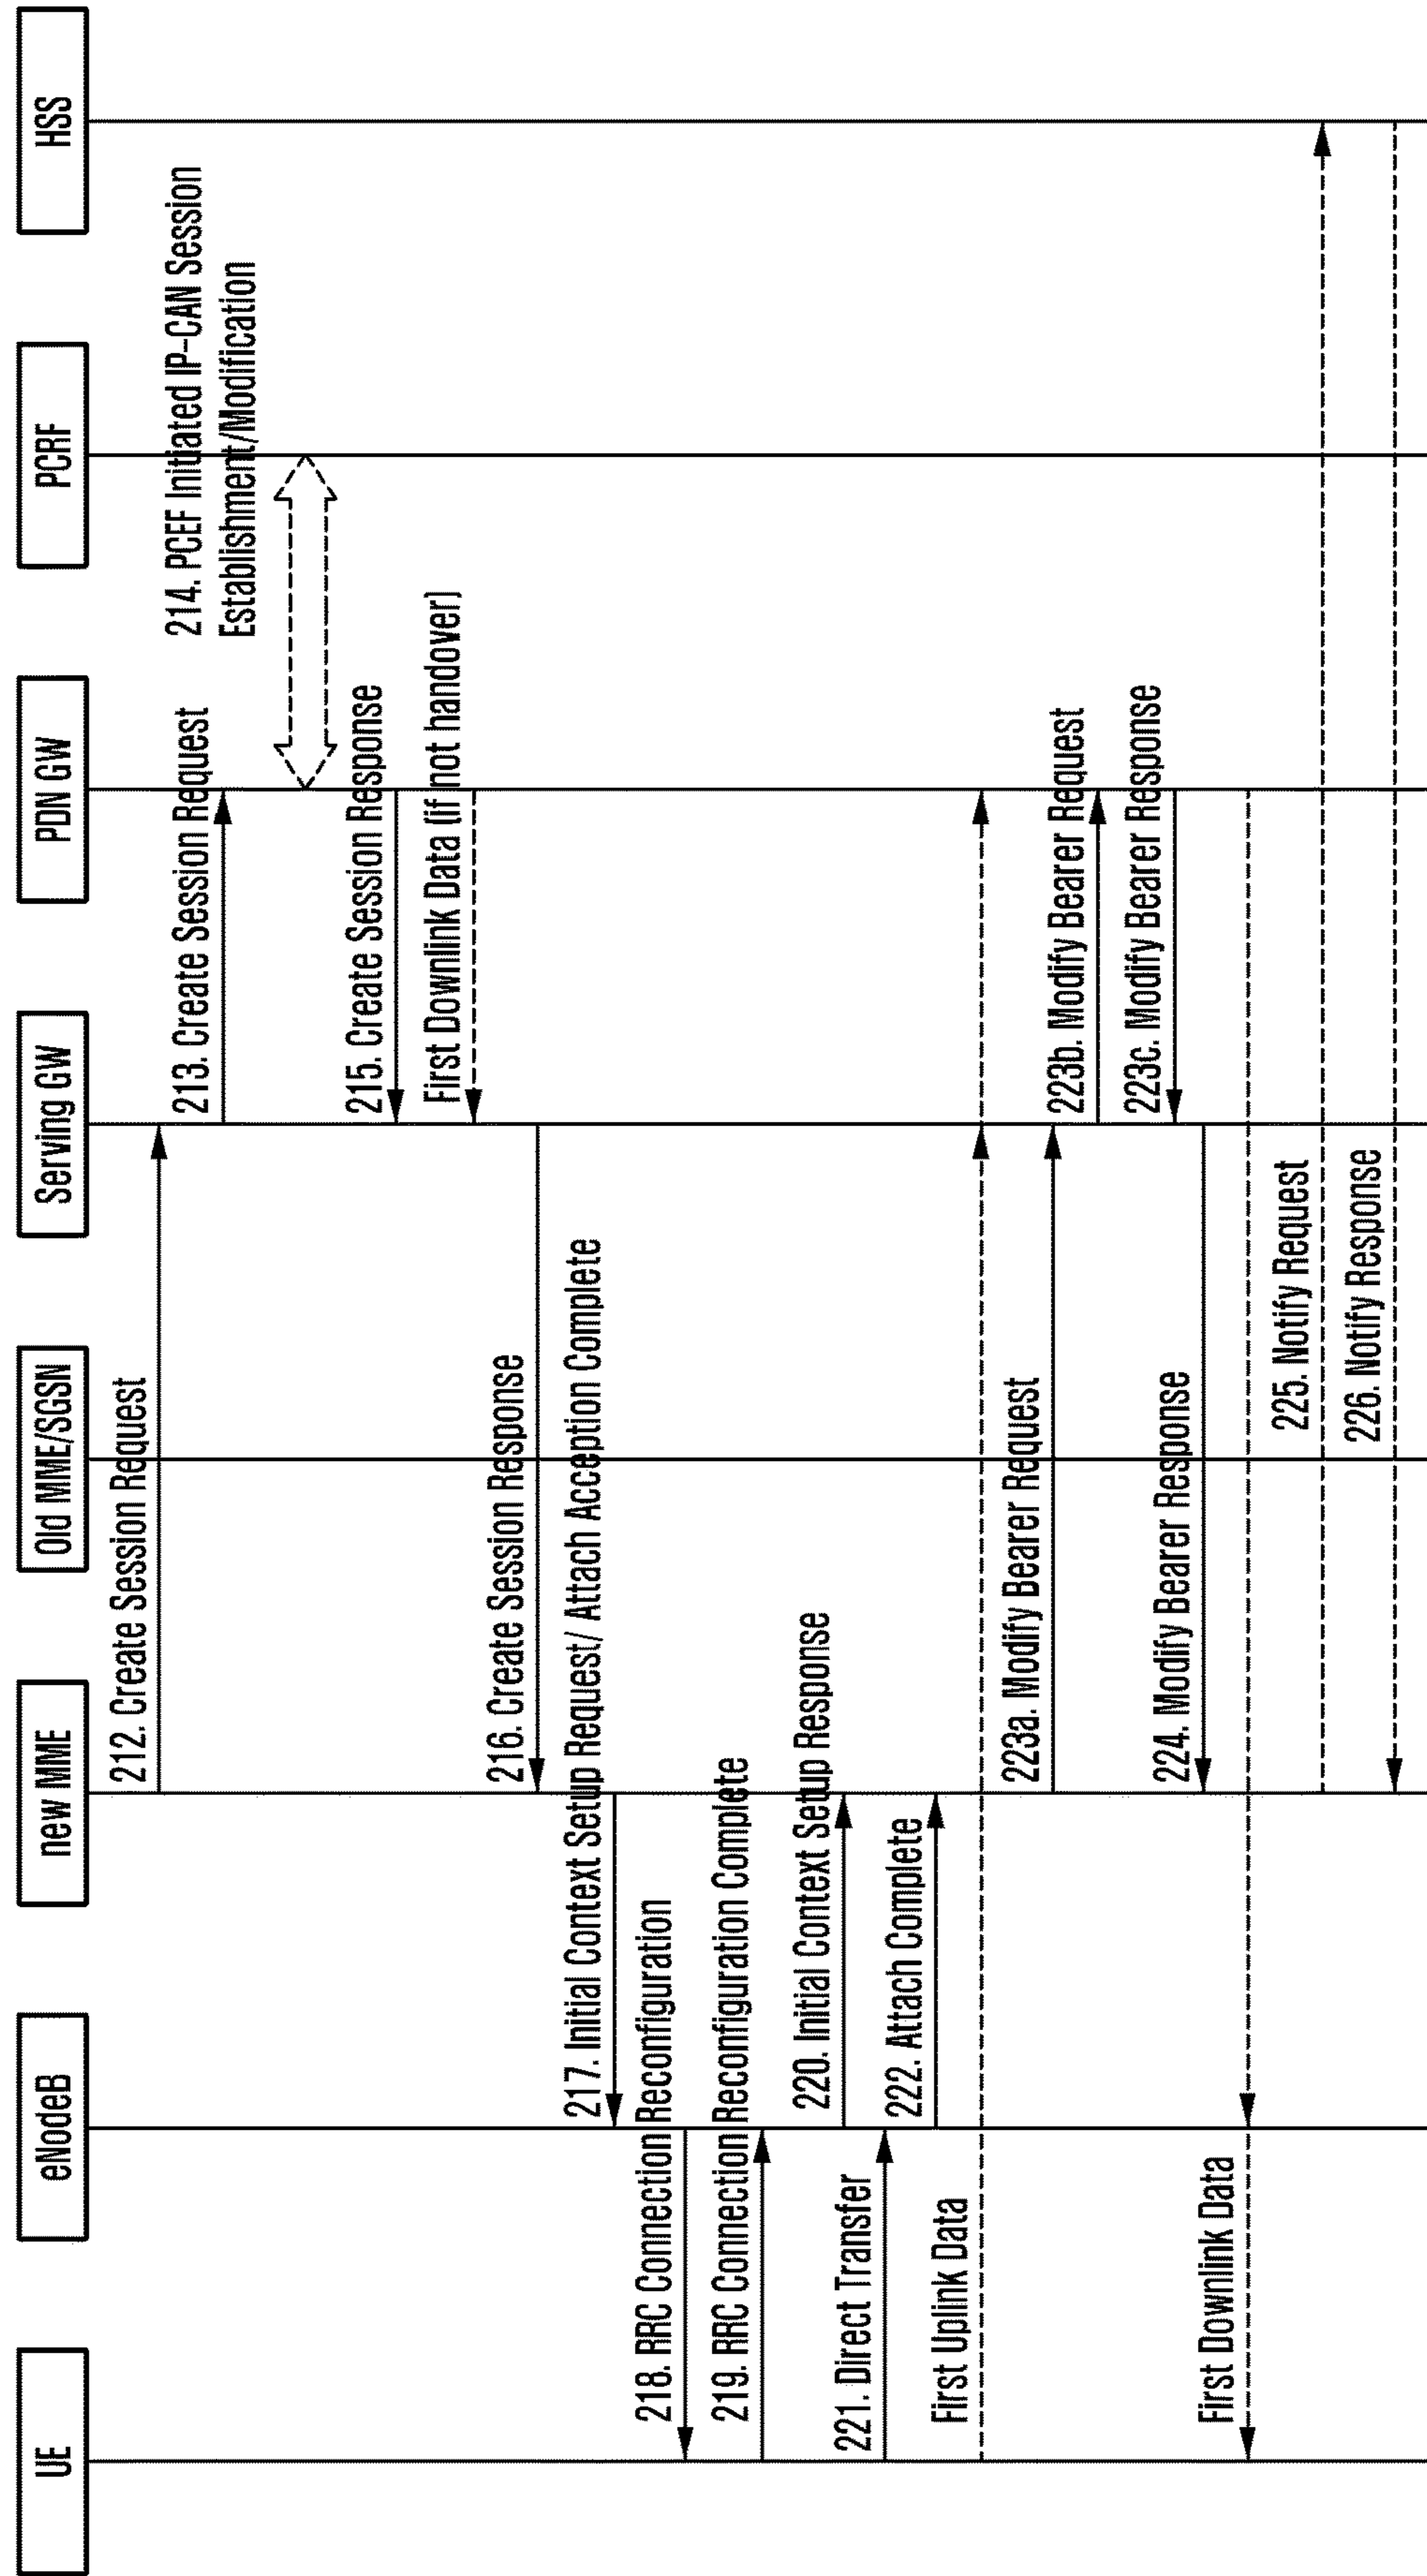 UE
eNodeB
new MME
Old MME/SGSN
Serving GW
PDN GW
PCRF
HSS
212. Create Session Request
213. Create Session Request
214. PCEF Initiated IP-CAN Session
Establishment/Modification
215. Create Session Response
First Downlink Data (if not handover)
216. Create Session Response
217. Initial Context Setup Request/ Attach Acception Complete
218. RRC Connection Reconfiguration
219. RRC Connection Reconfiguration Complete
220. Initial Context Setup Response
221. Direct Transfer
222. Attach Complete
First Uplink Data
223a. Modify Bearer Request
223b. Modify Bearer Request
223c. Modify Bearer Response
224. Modify Bearer Response
First Downlink Data
225. Notify Request
226. Notify Response